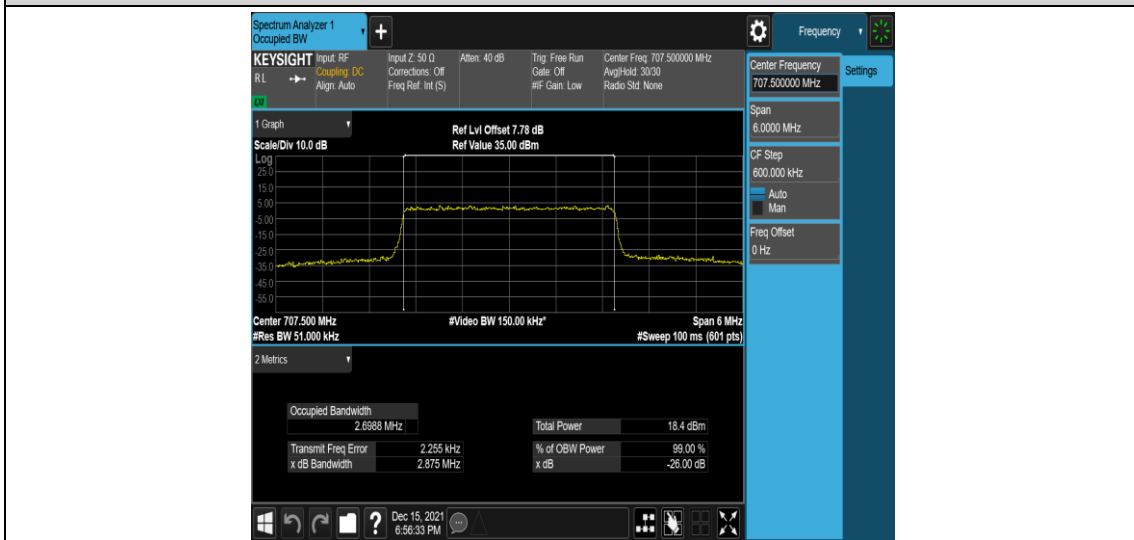 Spectrum Analyzer 1
Occupied BW
Frequency
KEYSIGHT
RL
Input: RF
Coupling: DC
Align: Auto
Input Z: 50 Ω
Corrections: Off
Freq Ref: Int (S)
Atten: 40 dB
Trig: Free Run
Gate: Off
#IF Gain: Low
Center Freq: 707.500000 MHz
Avg|Hold: 30/30
Radio Std: None
Center Frequency
707.500000 MHz
Settings
Span
6.0000 MHz
CF Step
600.000 kHz
Auto
Man
Freq Offset
0 Hz
1 Graph
Ref Lvl Offset 7.78 dB
Scale/Div 10.0 dB
Ref Value 35.00 dBm
Log
25.0
15.0
5.00
-5.00
-15.0
-25.0
-35.0
-45.0
-55.0
Center 707.500 MHz
#Video BW 150.00 kHz*
Span 6 MHz
#Res BW 51.000 kHz
#Sweep 100 ms (601 pts)
2 Metrics
Occupied Bandwidth
2.6988 MHz
Total Power 18.4 dBm
Transmit Freq Error 2.255 kHz
% of OBW Power 99.00 %
x dB Bandwidth 2.875 MHz
x dB -26.00 dB
Dec 15, 2021
6:56:33 PM